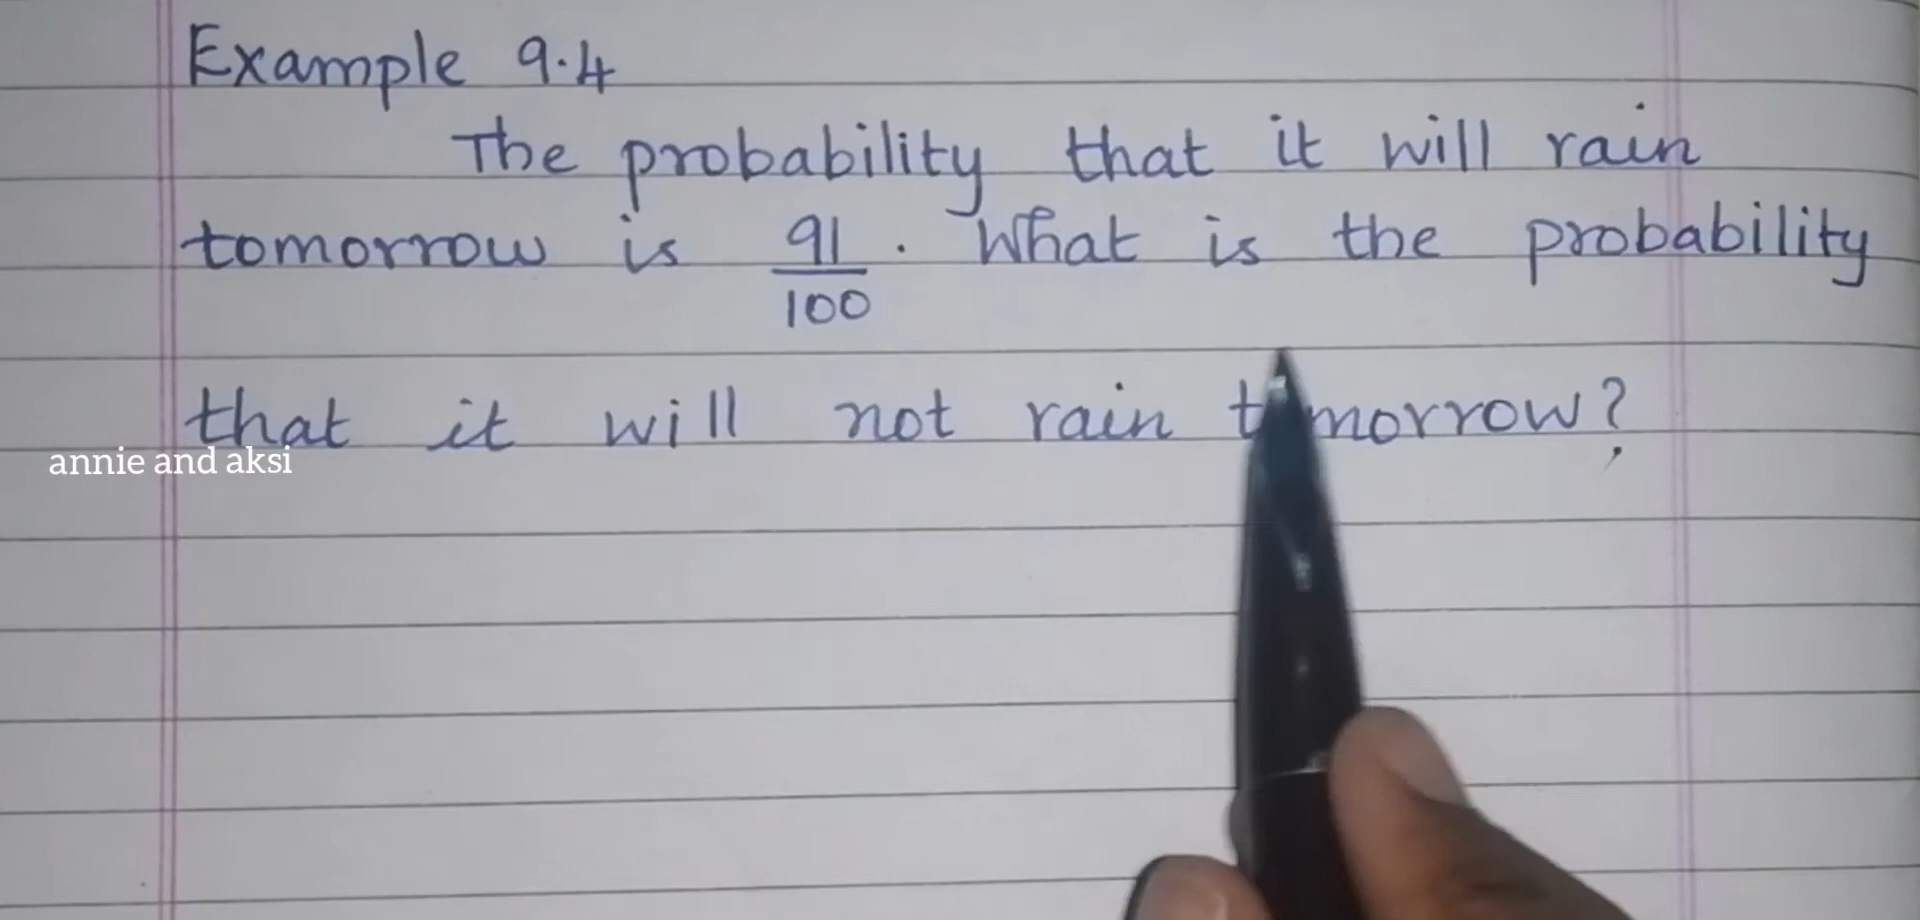 Example 9.4
The probability that it will rain
tomorrow is 91/100. What is the probability
that it will not rain tomorrow?
annie and aksi